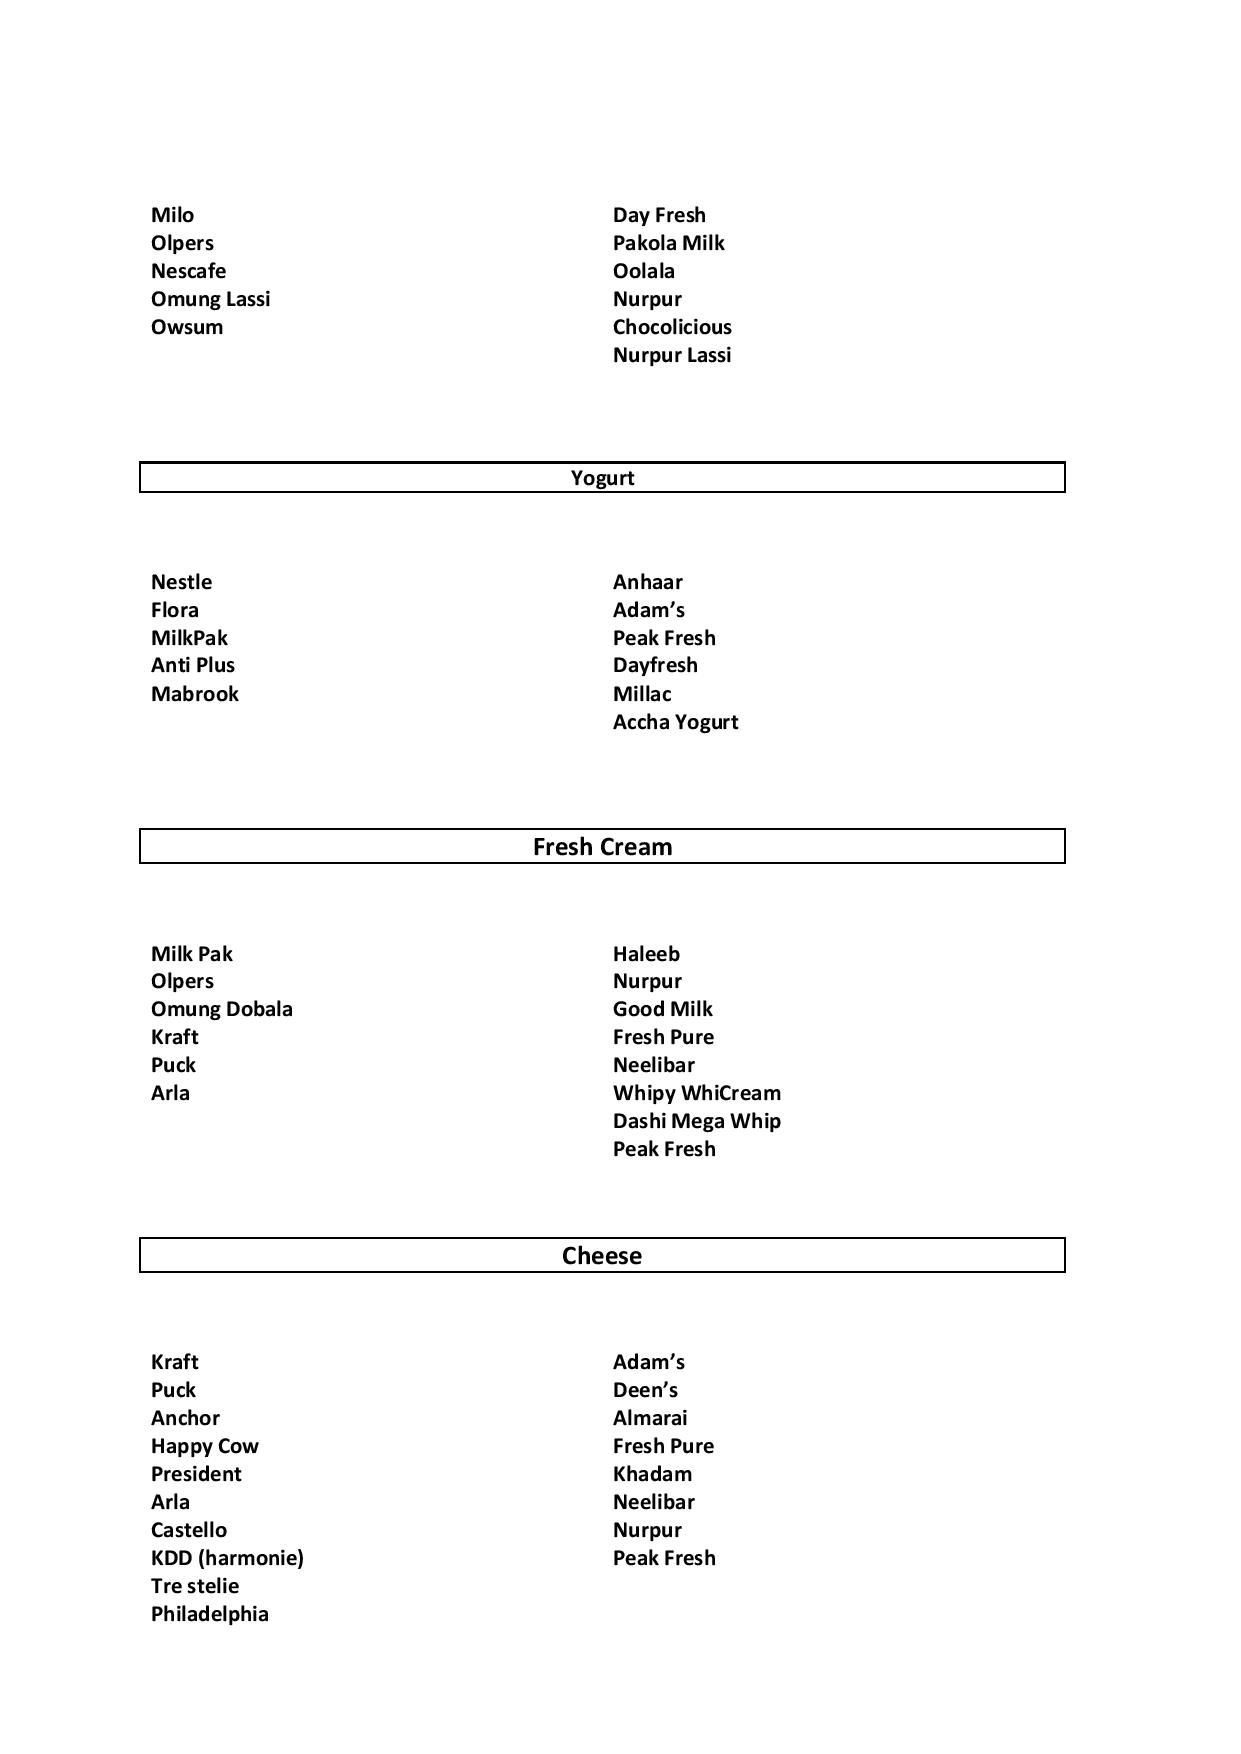 Milo
Olpers
Nescafe
Omung Lassi
Owsum
Day Fresh
Pakola Milk
Oolala
Nurpur
Chocolicious
Nurpur Lassi
Yogurt
Nestle
Flora
MilkPak
Anti Plus
Mabrook
Anhaar
Adam’s
Peak Fresh
Dayfresh
Millac
Accha Yogurt
Fresh Cream
Milk Pak
Olpers
Omung Dobala
Kraft
Puck
Arla
Haleeb
Nurpur
Good Milk
Fresh Pure
Neelibar
Whipy WhiCream
Dashi Mega Whip
Peak Fresh
Cheese
Kraft
Puck
Anchor
Happy Cow
President
Arla
Castello
KDD (harmonie)
Tre stelie
Philadelphia
Adam’s
Deen’s
Almarai
Fresh Pure
Khadam
Neelibar
Nurpur
Peak Fresh